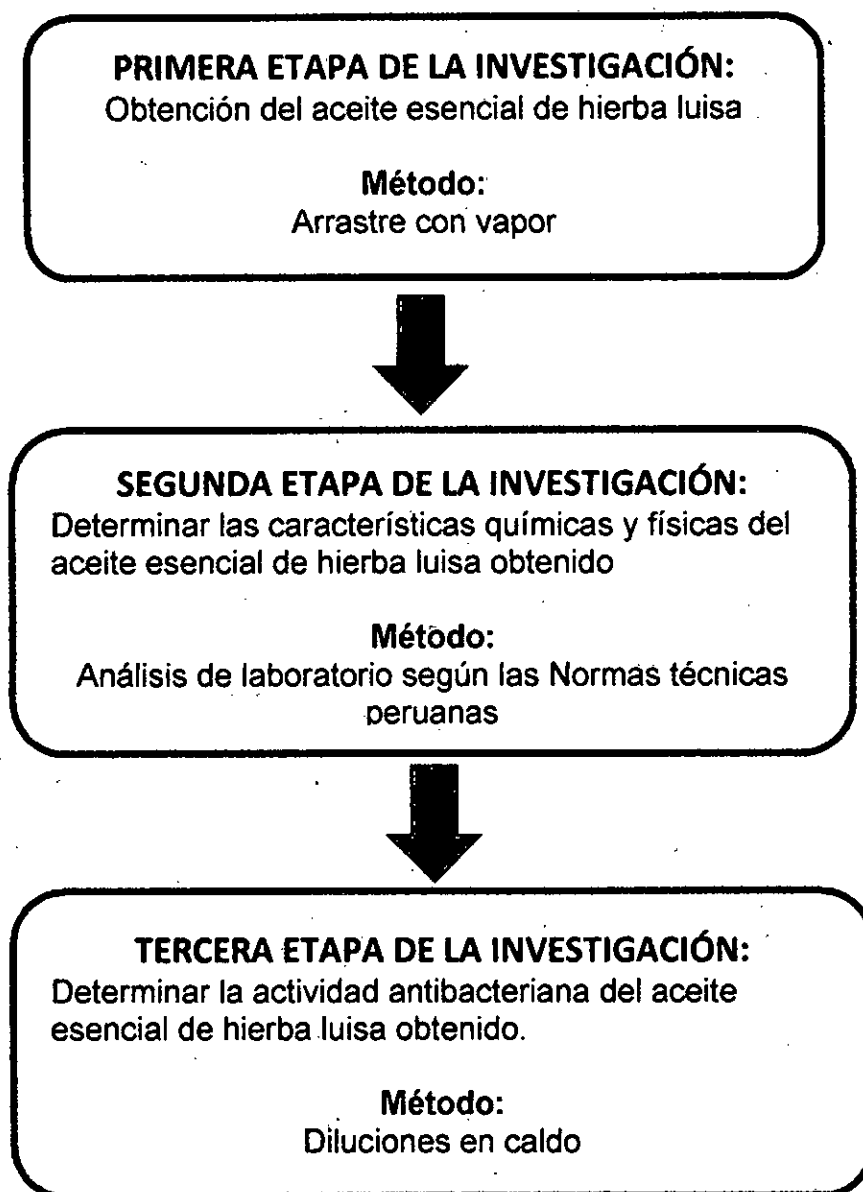 PRIMERA ETAPA DE LA INVESTIGACIÓN:
Obtención del aceite esencial de hierba luisa
Método:
Arrastre con vapor
SEGUNDA ETAPA DE LA INVESTIGACIÓN:
Determinar las características químicas y físicas del
aceite esencial de hierba luisa obtenido
Método:
Análisis de laboratorio según las Normas técnicas
peruanas
TERCERA ETAPA DE LA INVESTIGACIÓN:
Determinar la actividad antibacteriana del aceite
esencial de hierba luisa obtenido.
Método:
Diluciones en caldo